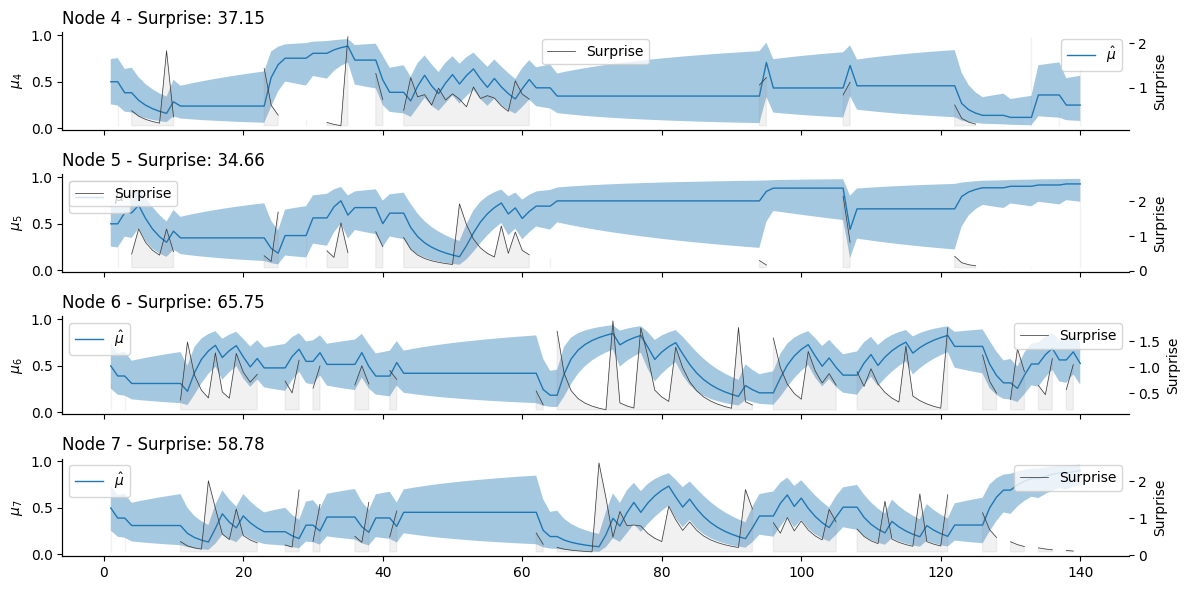 Node 4 - Surprise: 37.15
1.0
0.5
0.0
μ4
Surprise
μ̂
2
1
Surprise
Node 5 - Surprise: 34.66
1.0
0.5
0.0
μ5
Surprise
2
1
0
Surprise
Node 6 - Surprise: 65.75
1.0
0.5
0.0
μ6
μ̂
Surprise
1.5
1.0
0.5
Surprise
Node 7 - Surprise: 58.78
1.0
0.5
0.0
μ7
μ̂
Surprise
2
1
0
Surprise
0 20 40 60 80 100 120 140